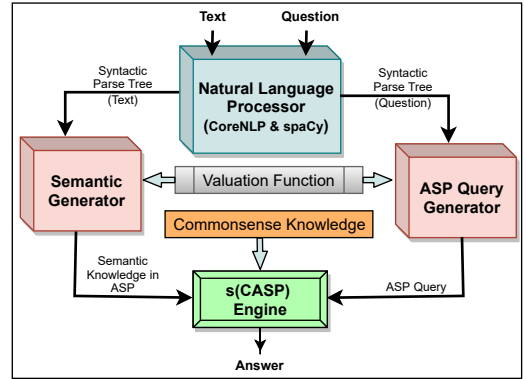 Text
Question
Syntactic
Parse Tree
(Text)
Natural Language
Processor
(CoreNLP & spaCy)
Syntactic
Parse Tree
(Question)
Semantic
Generator
Valuation Function
ASP Query
Generator
Commonsense Knowledge
Semantic
Knowledge in
ASP
s(CASP)
Engine
ASP Query
Answer